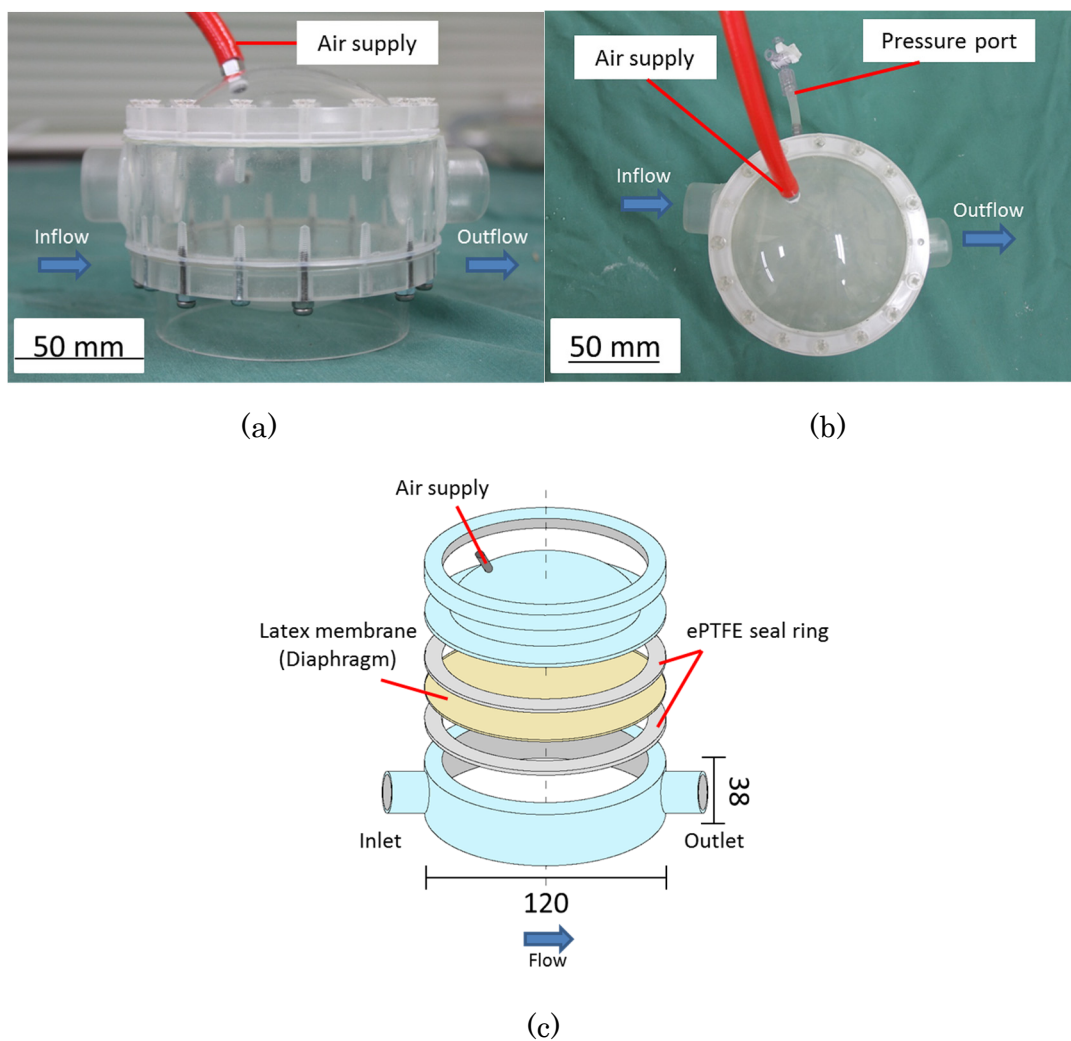 Air supply
Inflow
Outflow
50 mm
(a)
Pressure port
Air supply
Inflow
Outflow
50 mm
(b)
Air supply
Latex membrane
(Diaphragm)
ePTFE seal ring
38
Inlet
Outlet
120
Flow
(c)